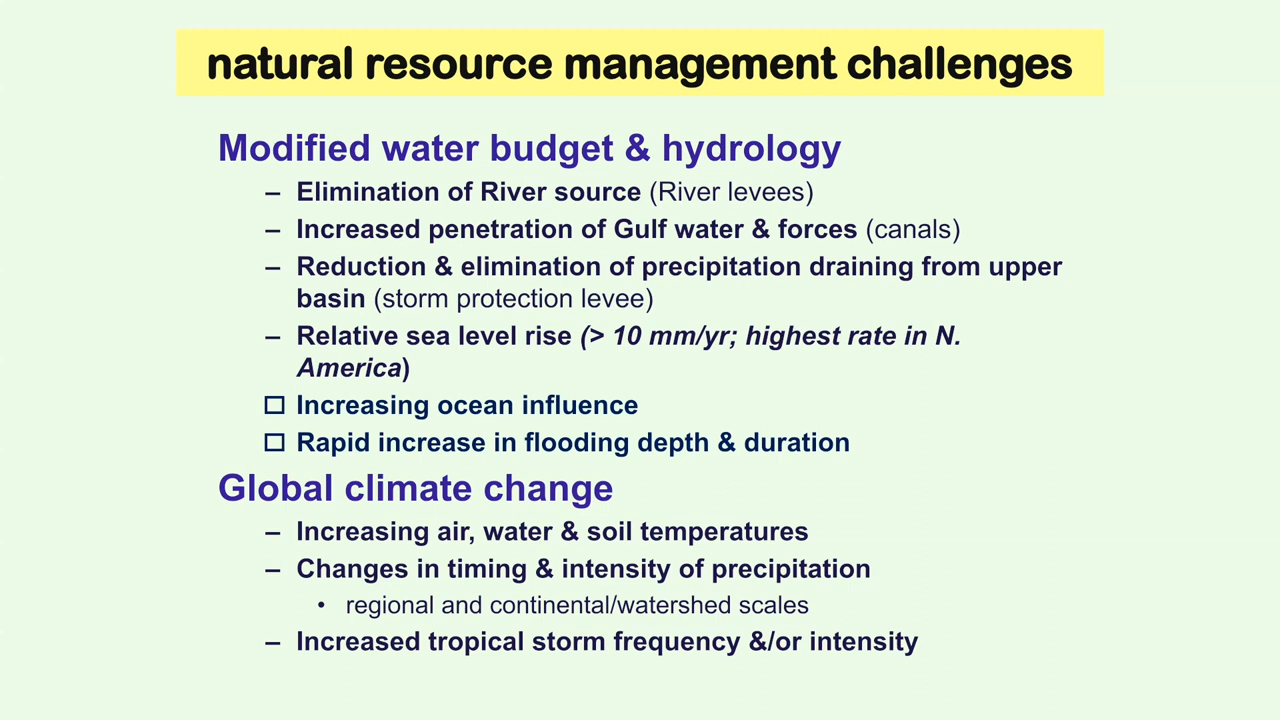 natural resource management challenges
Modified water budget & hydrology
– Elimination of River source (River levees)
– Increased penetration of Gulf water & forces (canals)
– Reduction & elimination of precipitation draining from upper
basin (storm protection levee)
– Relative sea level rise (> 10 mm/yr; highest rate in N.
America)
□ Increasing ocean influence
□ Rapid increase in flooding depth & duration
Global climate change
– Increasing air, water & soil temperatures
– Changes in timing & intensity of precipitation
• regional and continental/watershed scales
– Increased tropical storm frequency &/or intensity